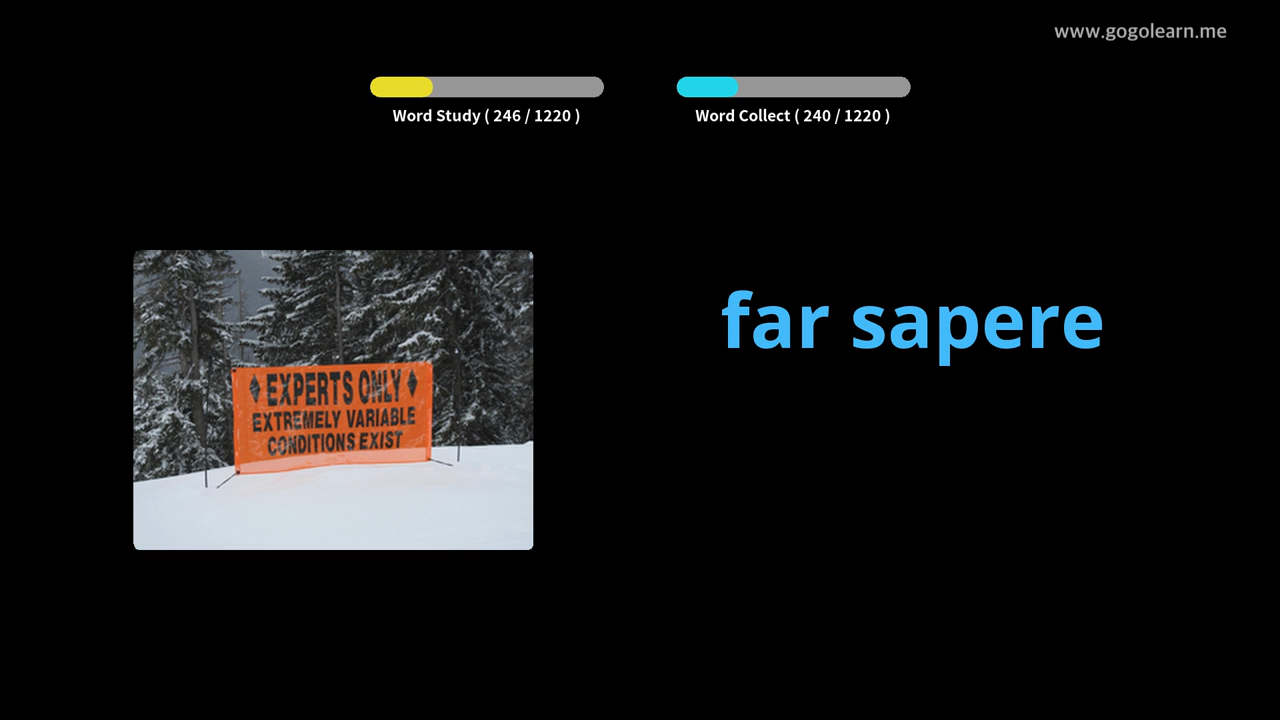 www.gogolearn.me
Word Study ( 246 / 1220 )
Word Collect ( 240 / 1220 )
EXPERTS ONLY
EXTREMELY VARIABLE
CONDITIONS EXIST
far sapere